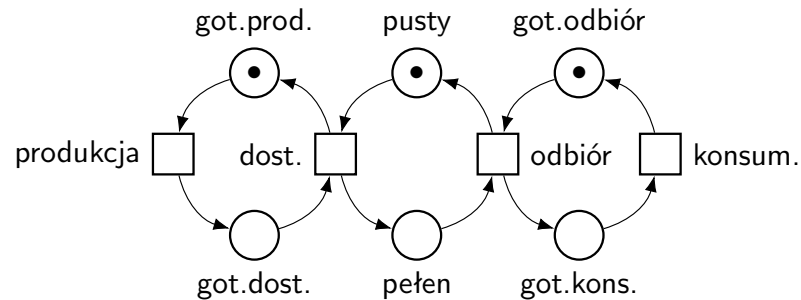 got.prod. pusty got.odbiór
produkcja dost. odbiór konsum.
got.dost. pełen got.kons.